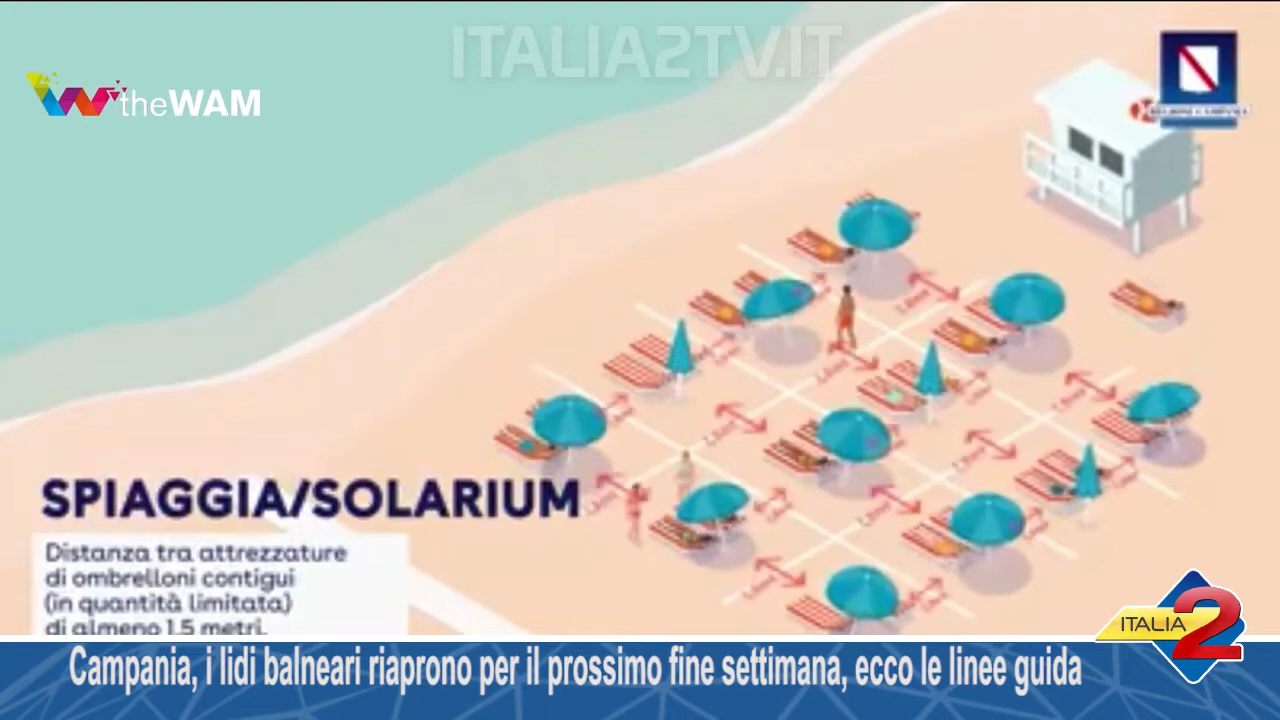 ITALIA2TV.IT
theWAM
SPIAGGIA/SOLARIUM
Distanza tra attrezzature
di ombrelloni contigui
(in quantità limitata)
di almeno 1,5 metri.
ITALIA 2
Campania, i lidi balneari riaprono per il prossimo fine settimana, ecco le linee guida